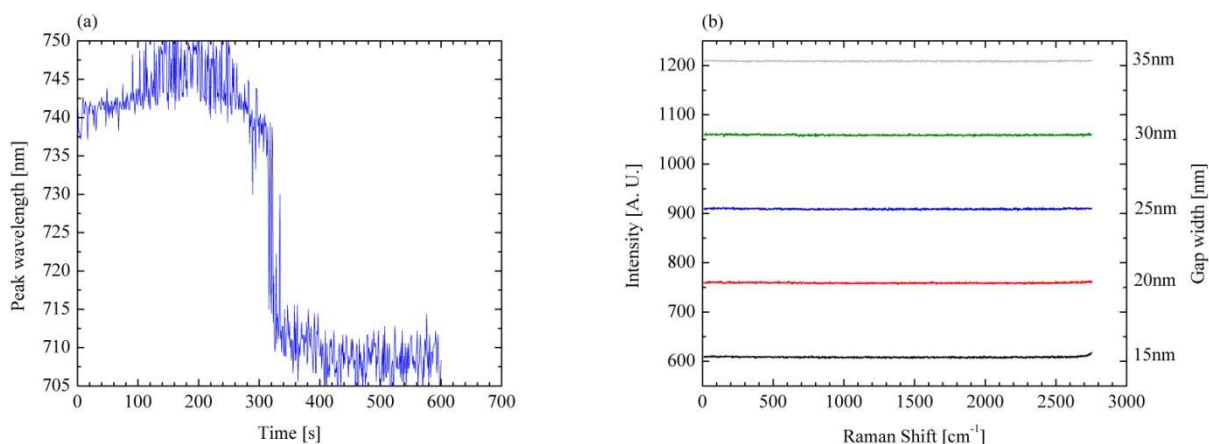 (a)
750
745
740
735
730
725
720
715
710
705
0 100 200 300 400 500 600 700
Peak wavelength [nm]
Time [s]
(b)
1200
1100
1000
900
800
700
600
0 500 1000 1500 2000 2500 3000
Intensity [A. U.]
Raman Shift [cm⁻¹]
35nm
30nm
25nm
20nm
15nm
Gap width [nm]